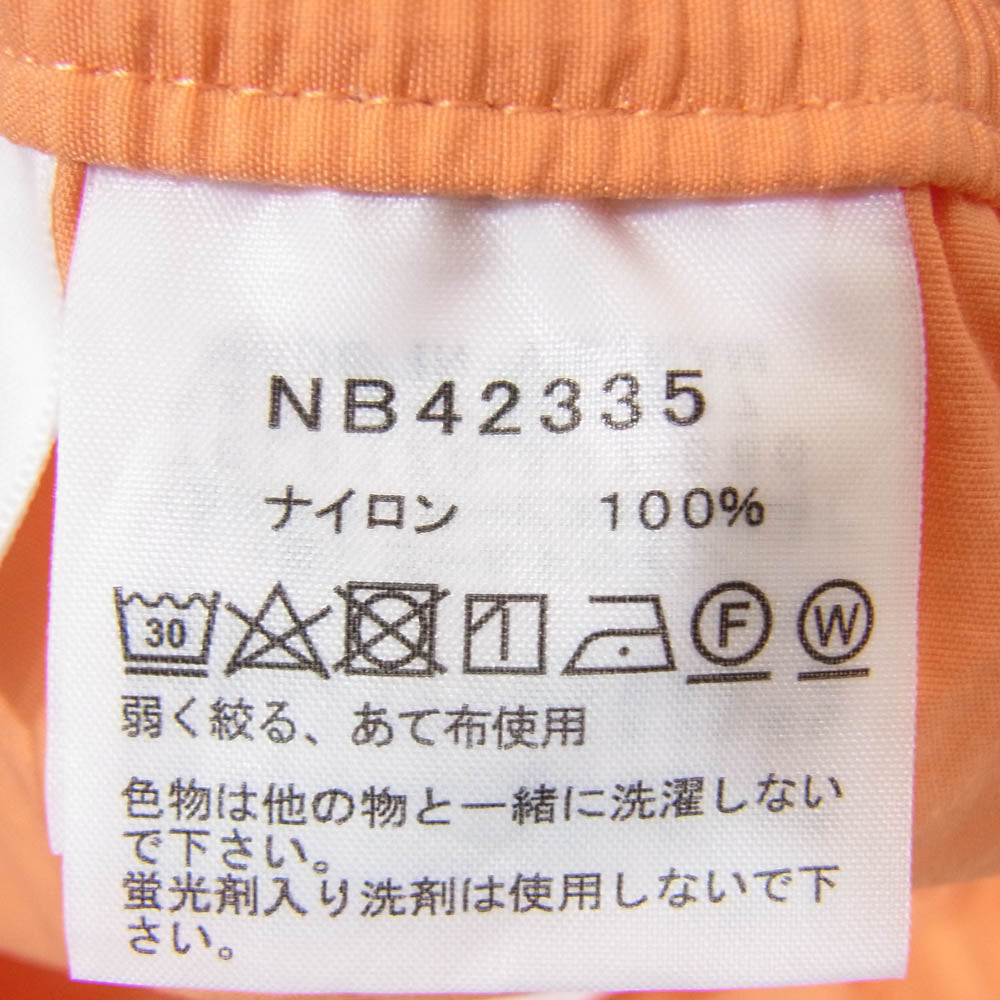 NB42335
ナイロン 100%
30 F W
弱く絞る、あて布使用
色物は他の物と一緒に洗濯しない
で下さい。
蛍光剤入り洗剤は使用しないで下
さい。